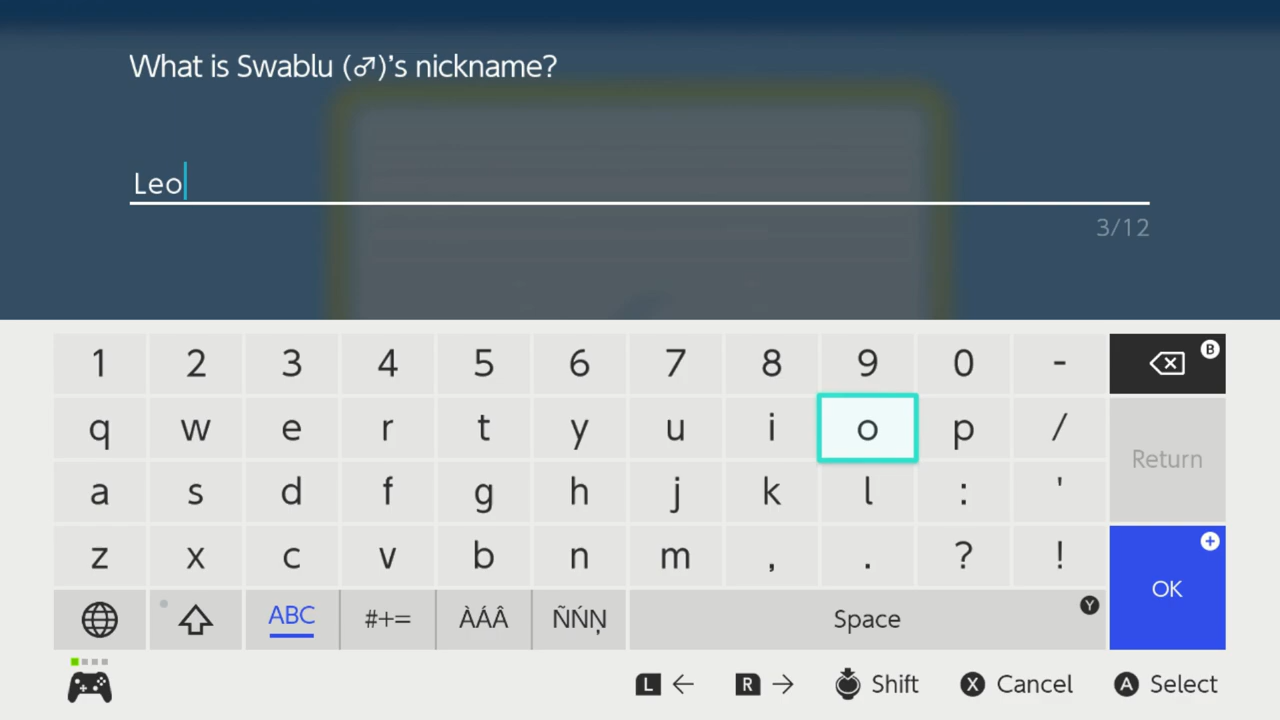 What is Swablu (♂)'s nickname?
Leo
3/12
1 2 3 4 5 6 7 8 9 0 - B
q w e r t y u i o p /
Return
a s d f g h j k l : '
z x c v b n m , . ? ! +
OK
ABC #+= ÀÁÂ ÑŃŅ Space Y
L ← R → Shift X Cancel A Select